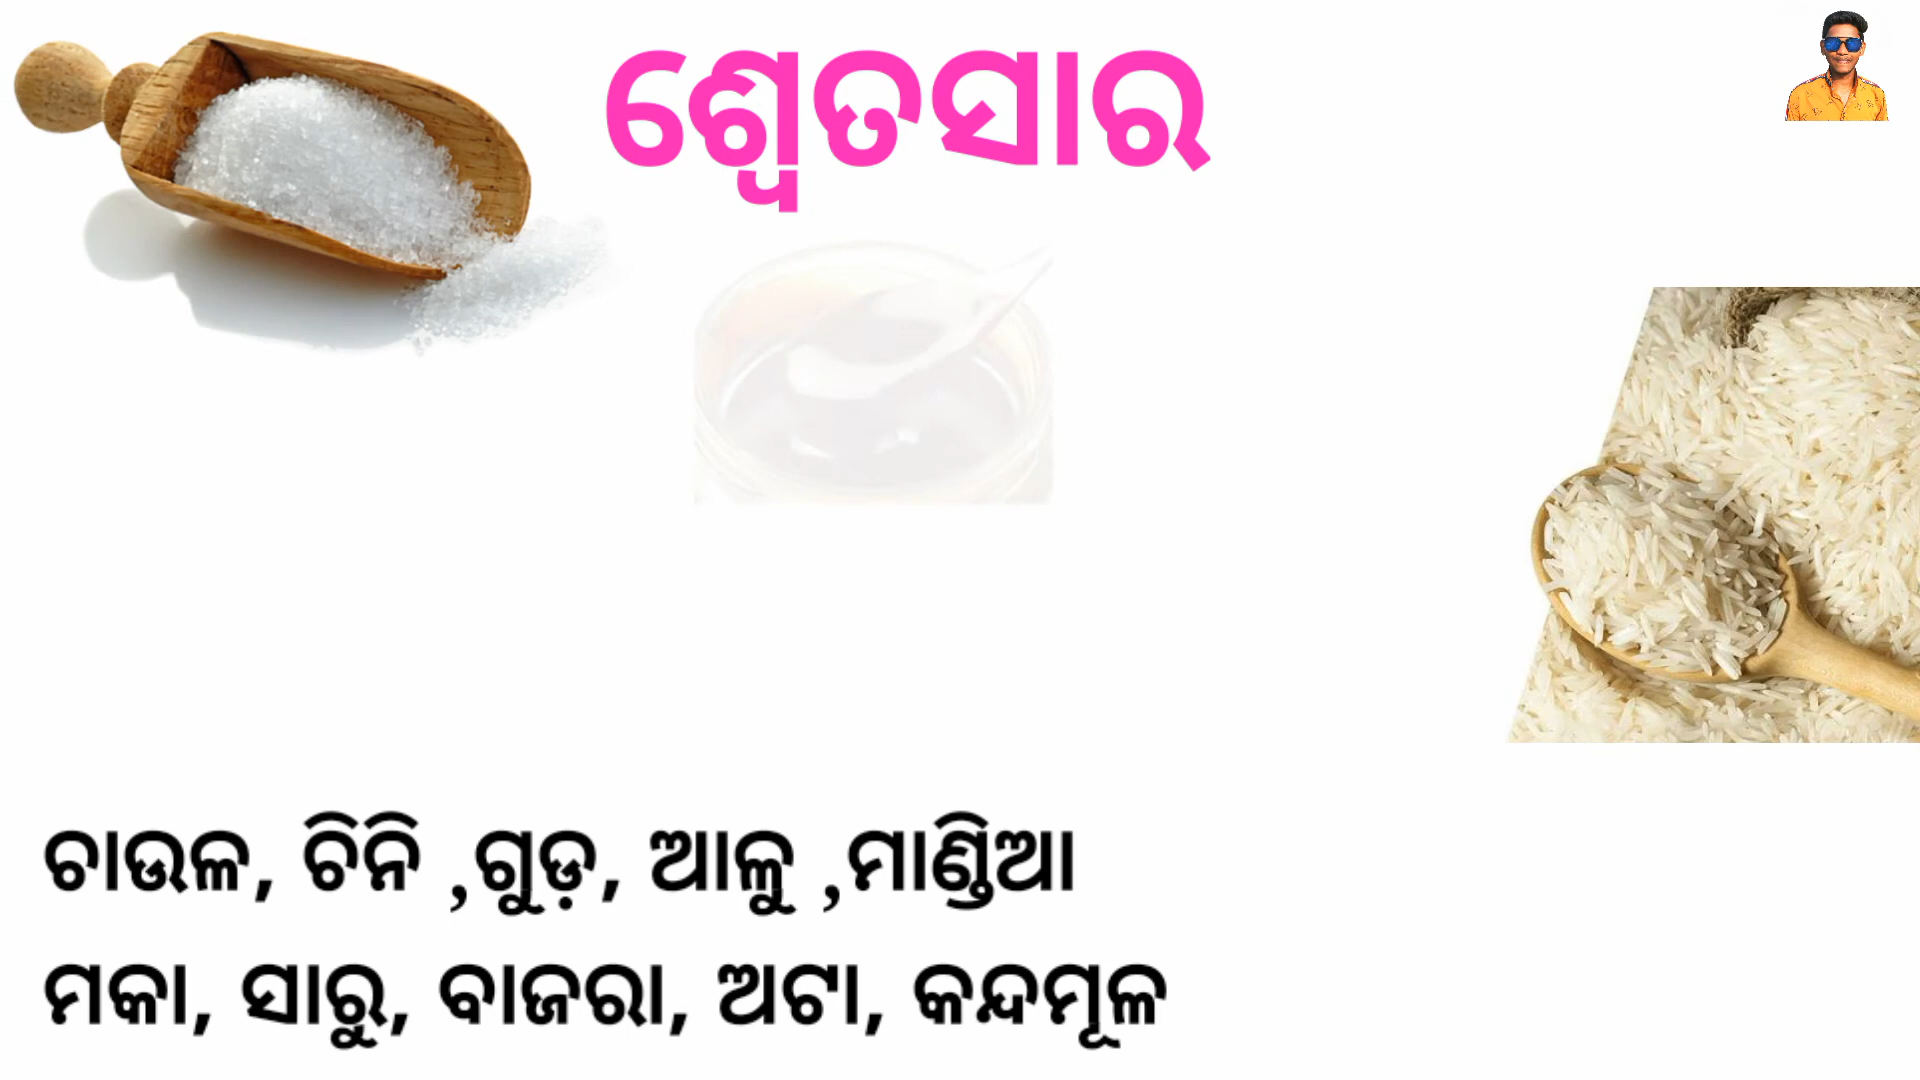 ଶ୍ୱେତସାର
ଚାଉଳ, ଚିନି ,ଗୁଡ଼, ଆଳୁ ,ମାଣ୍ଡିଆ
ମକା, ସାରୁ, ବାଜରା, ଅଟା, କନ୍ଦମୂଳ